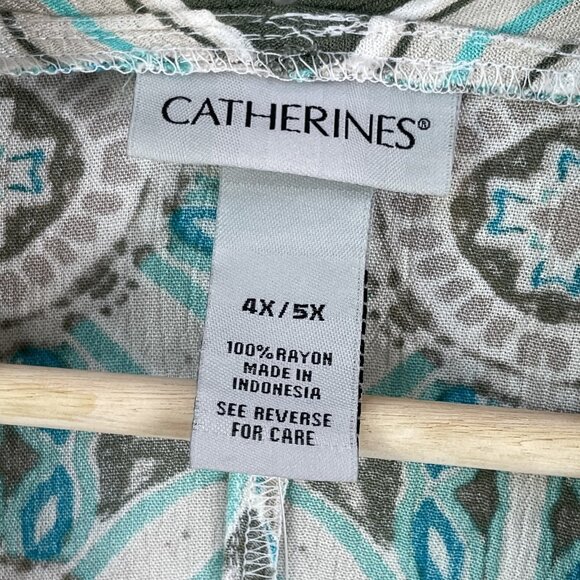 CATHERINES®
4X/5X
100% RAYON
MADE IN
INDONESIA
SEE REVERSE
FOR CARE